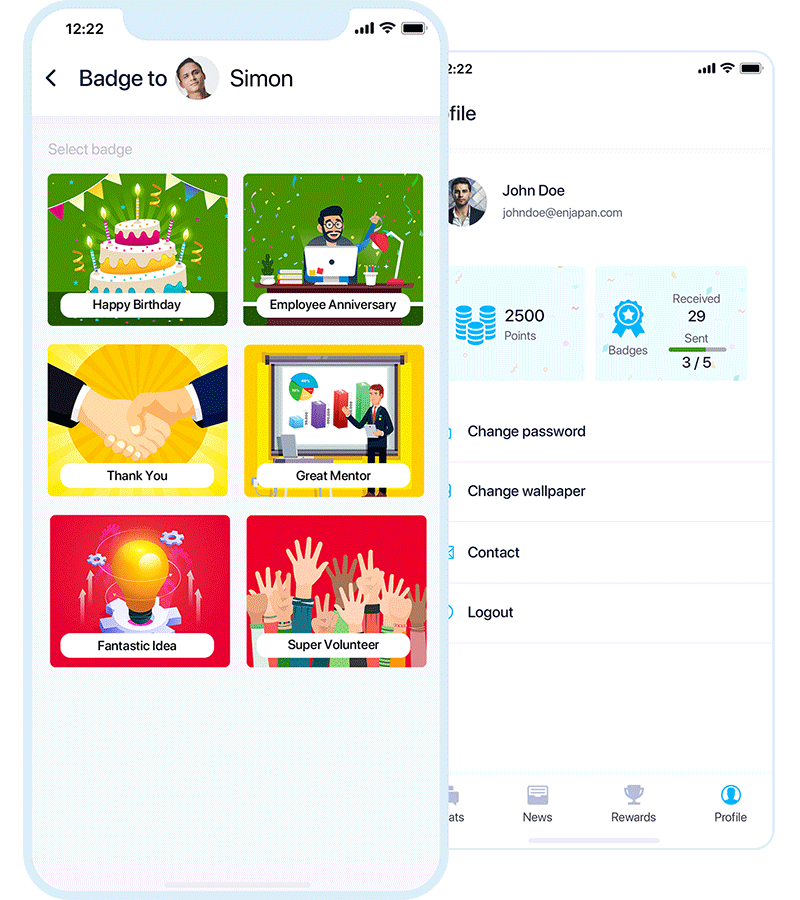 12:22
Badge to Simon
Select badge
Happy Birthday
Employee Anniversary
Thank You
Great Mentor
Fantastic Idea
Super Volunteer
2:22
file
John Doe
johndoe@enjapan.com
2500
Points
Badges
Received
29
Sent
3 / 5
Change password
Change wallpaper
Contact
Logout
ats
News
Rewards
Profile